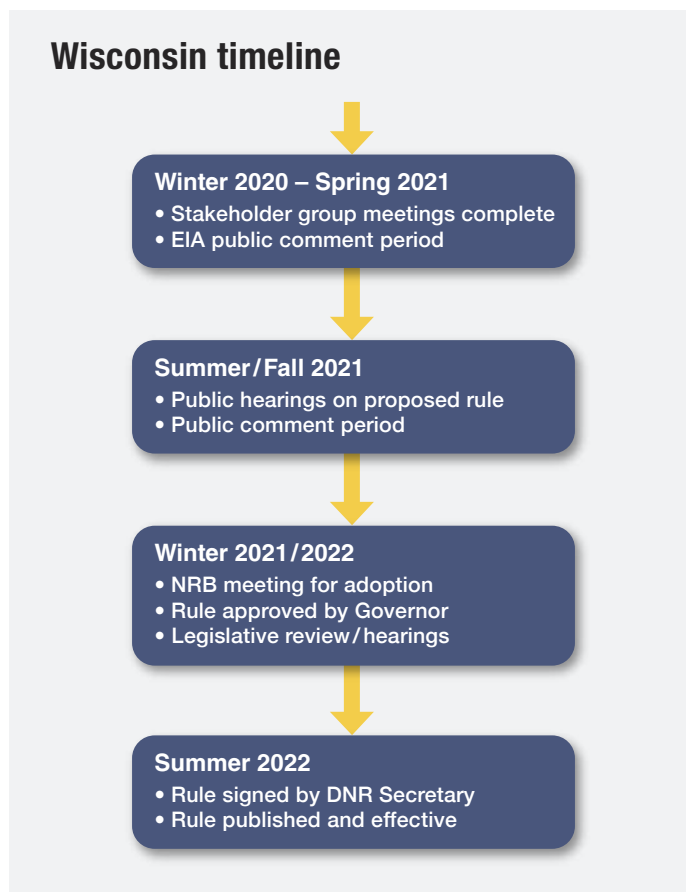 Wisconsin timeline
Winter 2020 – Spring 2021
• Stakeholder group meetings complete
• EIA public comment period
Summer/Fall 2021
• Public hearings on proposed rule
• Public comment period
Winter 2021/2022
• NRB meeting for adoption
• Rule approved by Governor
• Legislative review/hearings
Summer 2022
• Rule signed by DNR Secretary
• Rule published and effective